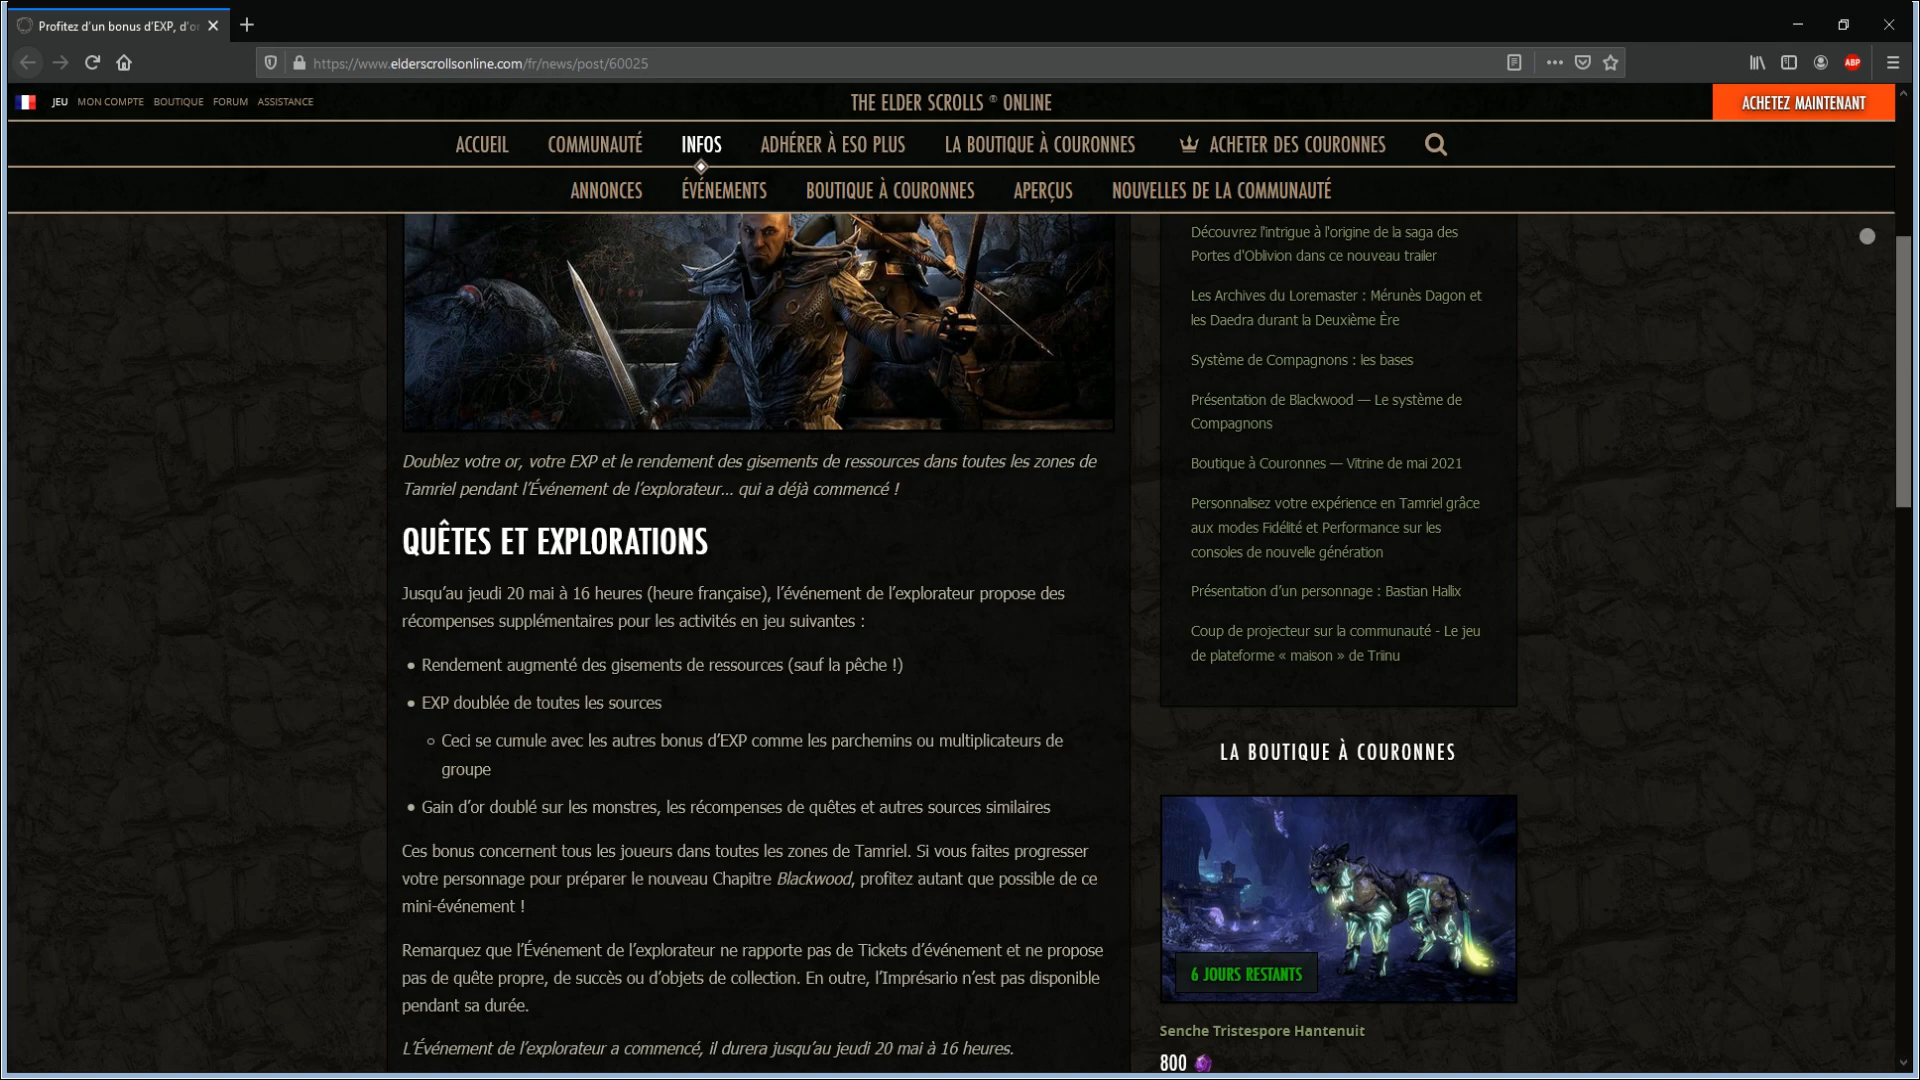 Profitez d'un bonus d'EXP, d'or
https://www.elderscrollsonline.com/fr/news/post/60025
ABP
JEU MON COMPTE BOUTIQUE FORUM ASSISTANCE
THE ELDER SCROLLS ® ONLINE
ACHETEZ MAINTENANT
ACCUEIL COMMUNAUTÉ INFOS ADHÉRER À ESO PLUS LA BOUTIQUE À COURONNES ACHETER DES COURONNES
ANNONCES ÉVÉNEMENTS BOUTIQUE À COURONNES APERÇUS NOUVELLES DE LA COMMUNAUTÉ
Doublez votre or, votre EXP et le rendement des gisements de ressources dans toutes les zones de
Tamriel pendant l’Événement de l’explorateur... qui a déjà commencé !
QUÊTES ET EXPLORATIONS
Jusqu’au jeudi 20 mai à 16 heures (heure française), l’événement de l’explorateur propose des
récompenses supplémentaires pour les activités en jeu suivantes :
• Rendement augmenté des gisements de ressources (sauf la pêche !)
• EXP doublée de toutes les sources
○ Ceci se cumule avec les autres bonus d’EXP comme les parchemins ou multiplicateurs de
groupe
• Gain d’or doublé sur les monstres, les récompenses de quêtes et autres sources similaires
Ces bonus concernent tous les joueurs dans toutes les zones de Tamriel. Si vous faites progresser
votre personnage pour préparer le nouveau Chapitre Blackwood, profitez autant que possible de ce
mini-événement !
Remarquez que l’Événement de l’explorateur ne rapporte pas de Tickets d’événement et ne propose
pas de quête propre, de succès ou d’objets de collection. En outre, l’Imprésario n’est pas disponible
pendant sa durée.
L’Événement de l’explorateur a commencé, il durera jusqu’au jeudi 20 mai à 16 heures.
Découvrez l'intrigue à l'origine de la saga des
Portes d'Oblivion dans ce nouveau trailer
Les Archives du Loremaster : Mérunès Dagon et
les Daedra durant la Deuxième Ère
Système de Compagnons : les bases
Présentation de Blackwood — Le système de
Compagnons
Boutique à Couronnes — Vitrine de mai 2021
Personnalisez votre expérience en Tamriel grâce
aux modes Fidélité et Performance sur les
consoles de nouvelle génération
Présentation d’un personnage : Bastian Hallix
Coup de projecteur sur la communauté - Le jeu
de plateforme « maison » de Triinu
LA BOUTIQUE À COURONNES
6 JOURS RESTANTS
Senche Tristespore Hantenuit
800